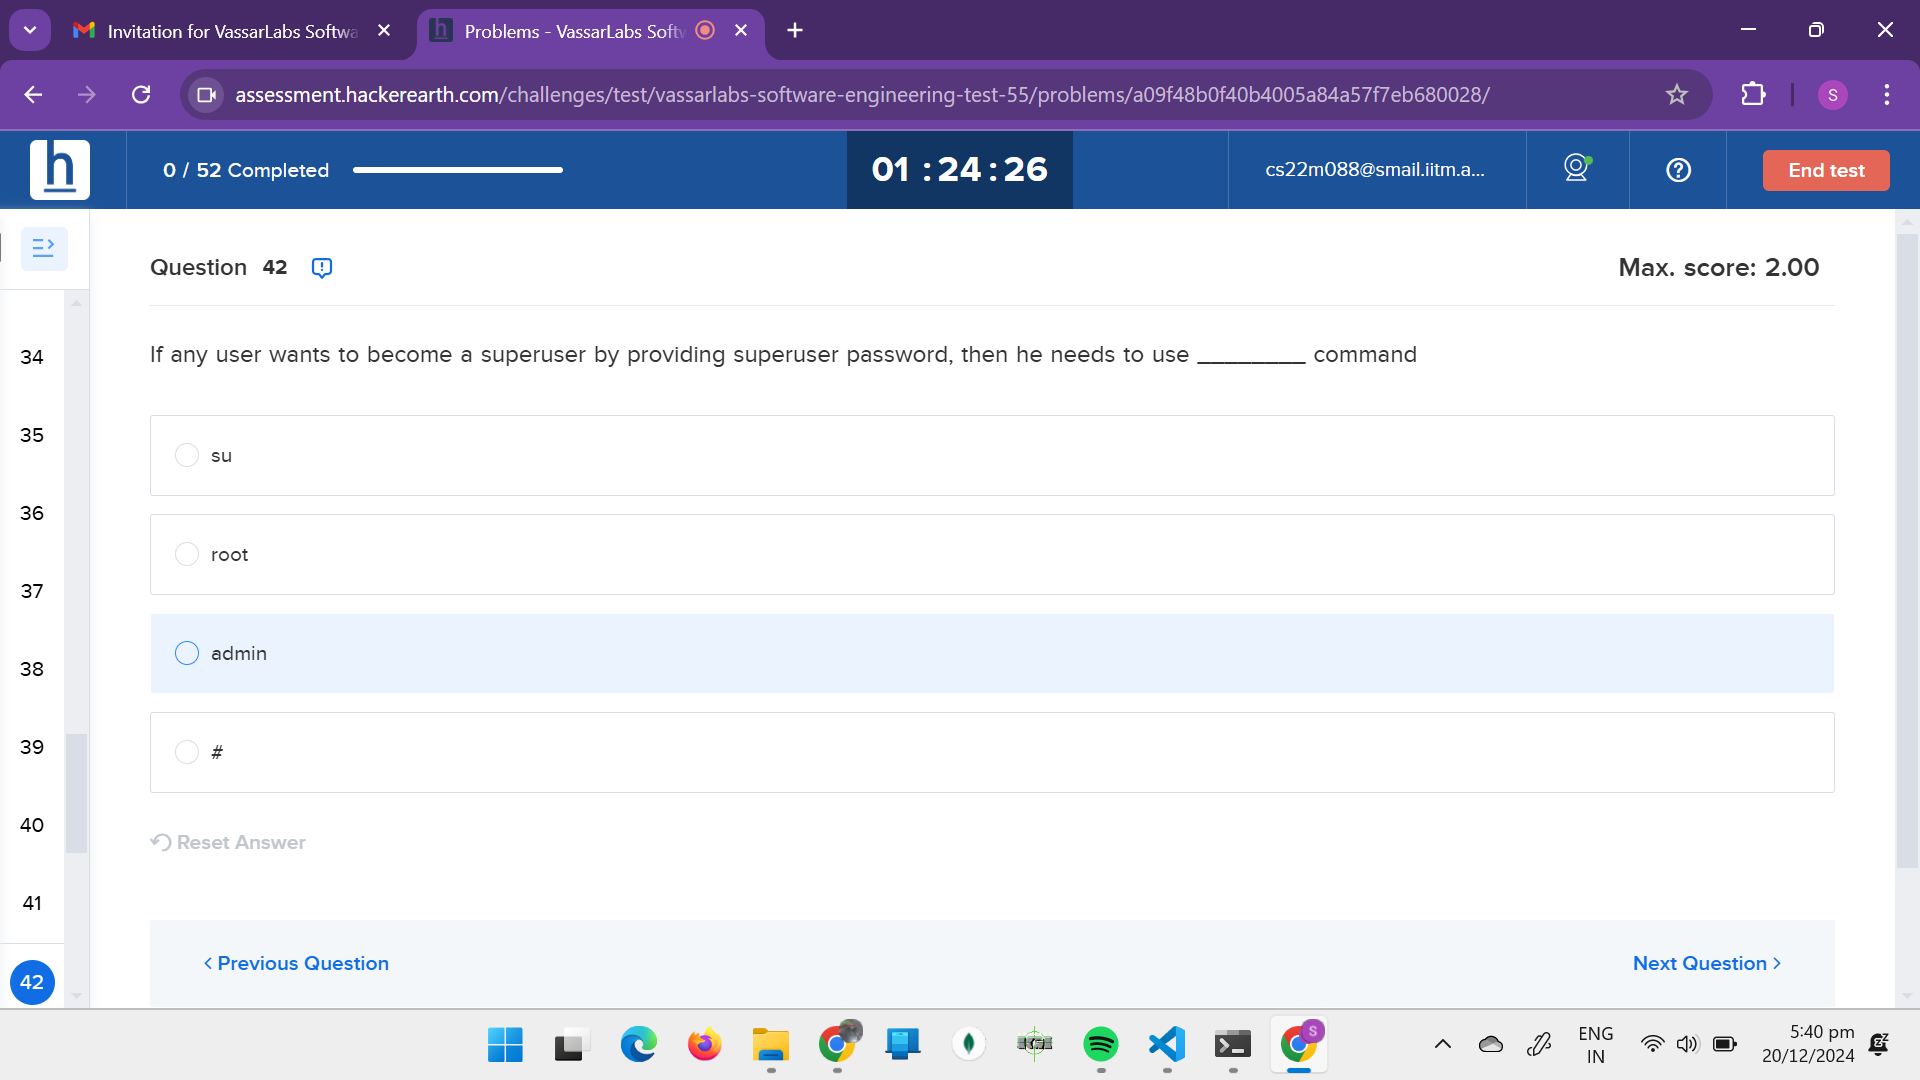 Invitation for VassarLabs Softwa
Problems - VassarLabs Softw
assessment.hackerearth.com/challenges/test/vassarlabs-software-engineering-test-55/problems/a09f48b0f40b4005a84a57f7eb680028/
S
h
0 / 52 Completed
01 : 24 : 26
cs22m088@smail.iitm.a...
End test
Question 42
Max. score: 2.00
If any user wants to become a superuser by providing superuser password, then he needs to use ________ command
su
root
admin
#
Reset Answer
34
35
36
37
38
39
40
41
42
< Previous Question
Next Question >
S
ENG
IN
5:40 pm
20/12/2024